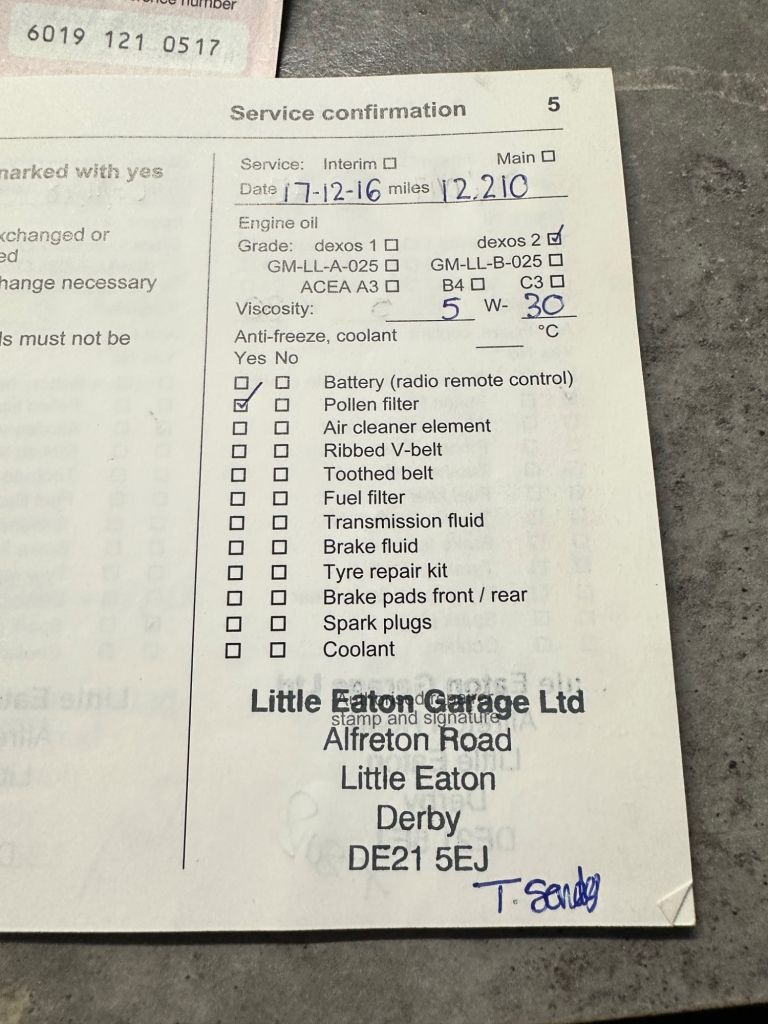 number
6019 121 0517
Service confirmation 5
marked with yes
Service: Interim ☐ Main ☐
Date 17-12-16 miles 12,210
Engine oil
Grade: dexos 1 ☐ dexos 2 ☑
GM-LL-A-025 ☐ GM-LL-B-025 ☐
ACEA A3 ☐ B4 ☐ C3 ☐
Viscosity: 5 W- 30
Anti-freeze, coolant °C
Yes No
xchanged or
ed
hange necessary
ls must not be
☐ ☐ Battery (radio remote control)
☑ ☐ Pollen filter
☐ ☐ Air cleaner element
☐ ☐ Ribbed V-belt
☐ ☐ Toothed belt
☐ ☐ Fuel filter
☐ ☐ Transmission fluid
☐ ☐ Brake fluid
☐ ☐ Tyre repair kit
☐ ☐ Brake pads front / rear
☐ ☐ Spark plugs
☐ ☐ Coolant
Little Eaton Garage Ltd
stamp and signature
Alfreton Road
Little Eaton
Derby
DE21 5EJ
T.